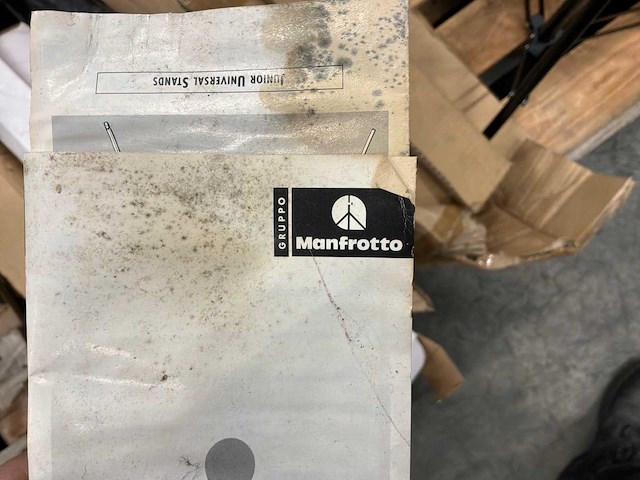 JUNIOR UNIVERSAL STANDS
GRUPPO
Manfrotto